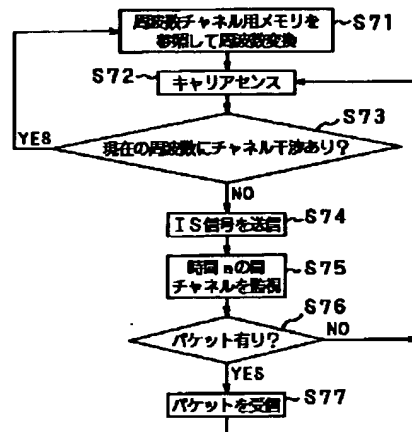 周波数チャネル用メモリを
参照して周波数変換
S71
S72
キャリアセンス
S73
現在の周波数にチャネル干渉あり?
YES
NO
IS信号を送信
S74
時間nの間
チャネルを監視
S75
S76
パケット有り?
NO
YES
パケットを受信
S77